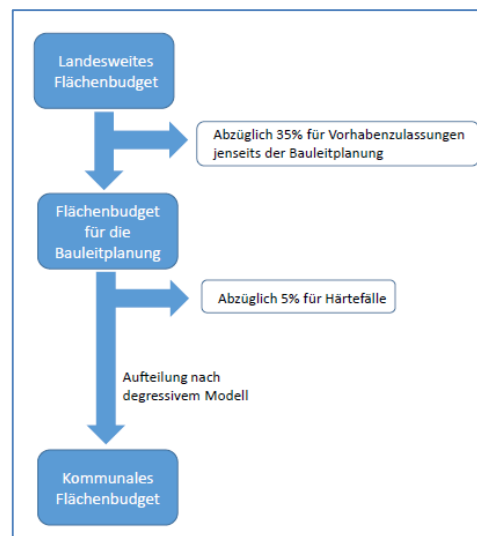 Landesweites
Flächenbudget
Abzüglich 35% für Vorhabenzulassungen
jenseits der Bauleitplanung
Flächenbudget
für die
Bauleitplanung
Abzüglich 5% für Härtefälle
Aufteilung nach
degressivem Modell
Kommunales
Flächenbudget